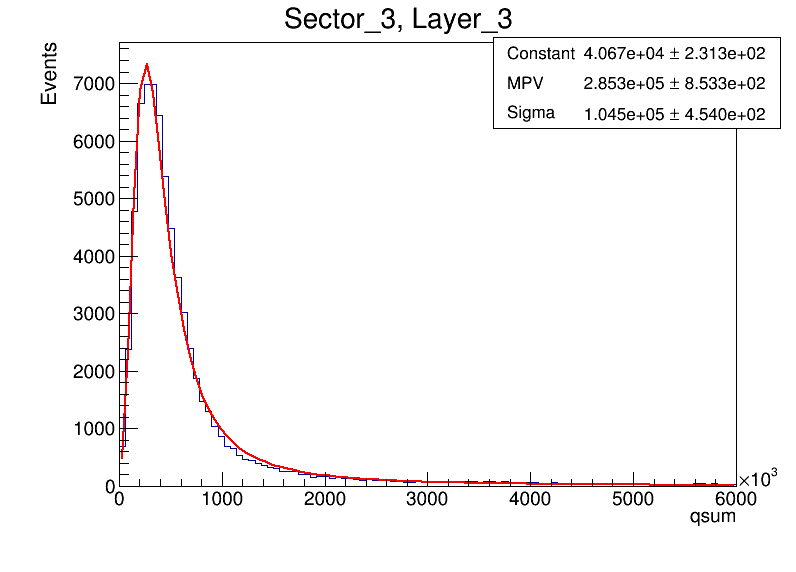 Sector_3, Layer_3
Constant 4.067e+04 ± 2.313e+02
MPV 2.853e+05 ± 8.533e+02
Sigma 1.045e+05 ± 4.540e+02
Events
7000
6000
5000
4000
3000
2000
1000
0
0 1000 2000 3000 4000 5000 6000
×10³
qsum